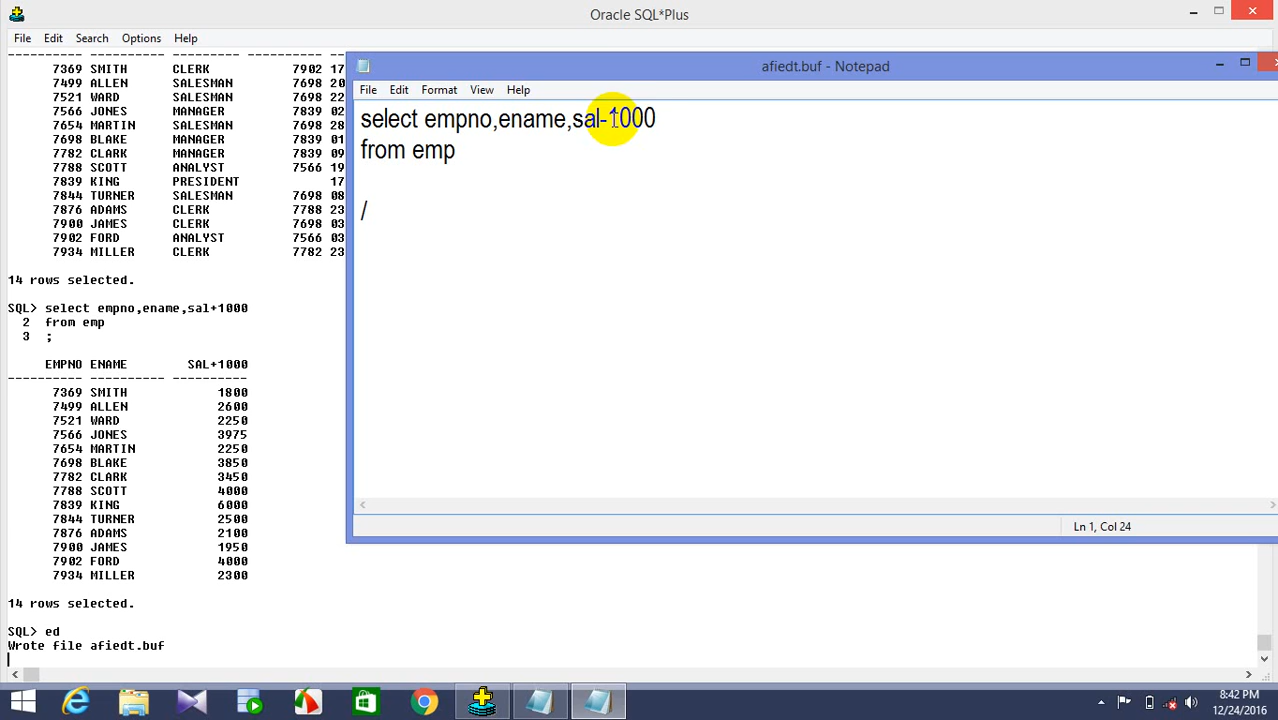 Oracle SQL*Plus
File Edit Search Options Help
---------- ---------- --------- ----------
7369 SMITH CLERK 7902 17
7499 ALLEN SALESMAN 7698 20
7521 WARD SALESMAN 7698 22
7566 JONES MANAGER 7839 02
7654 MARTIN SALESMAN 7698 28
7698 BLAKE MANAGER 7839 01
7782 CLARK MANAGER 7839 09
7788 SCOTT ANALYST 7566 19
7839 KING PRESIDENT 17
7844 TURNER SALESMAN 7698 08
7876 ADAMS CLERK 7788 23
7900 JAMES CLERK 7698 03
7902 FORD ANALYST 7566 03
7934 MILLER CLERK 7782 23
14 rows selected.
SQL> select empno,ename,sal+1000
2 from emp
3 ;
EMPNO ENAME SAL+1000
---------- ---------- ----------
7369 SMITH 1800
7499 ALLEN 2600
7521 WARD 2250
7566 JONES 3975
7654 MARTIN 2250
7698 BLAKE 3850
7782 CLARK 3450
7788 SCOTT 4000
7839 KING 6000
7844 TURNER 2500
7876 ADAMS 2100
7900 JAMES 1950
7902 FORD 4000
7934 MILLER 2300
14 rows selected.
SQL> ed
Wrote file afiedt.buf
afiedt.buf - Notepad
File Edit Format View Help
select empno,ename,sal-1000
from emp
/
Ln 1, Col 24
8:42 PM
12/24/2016